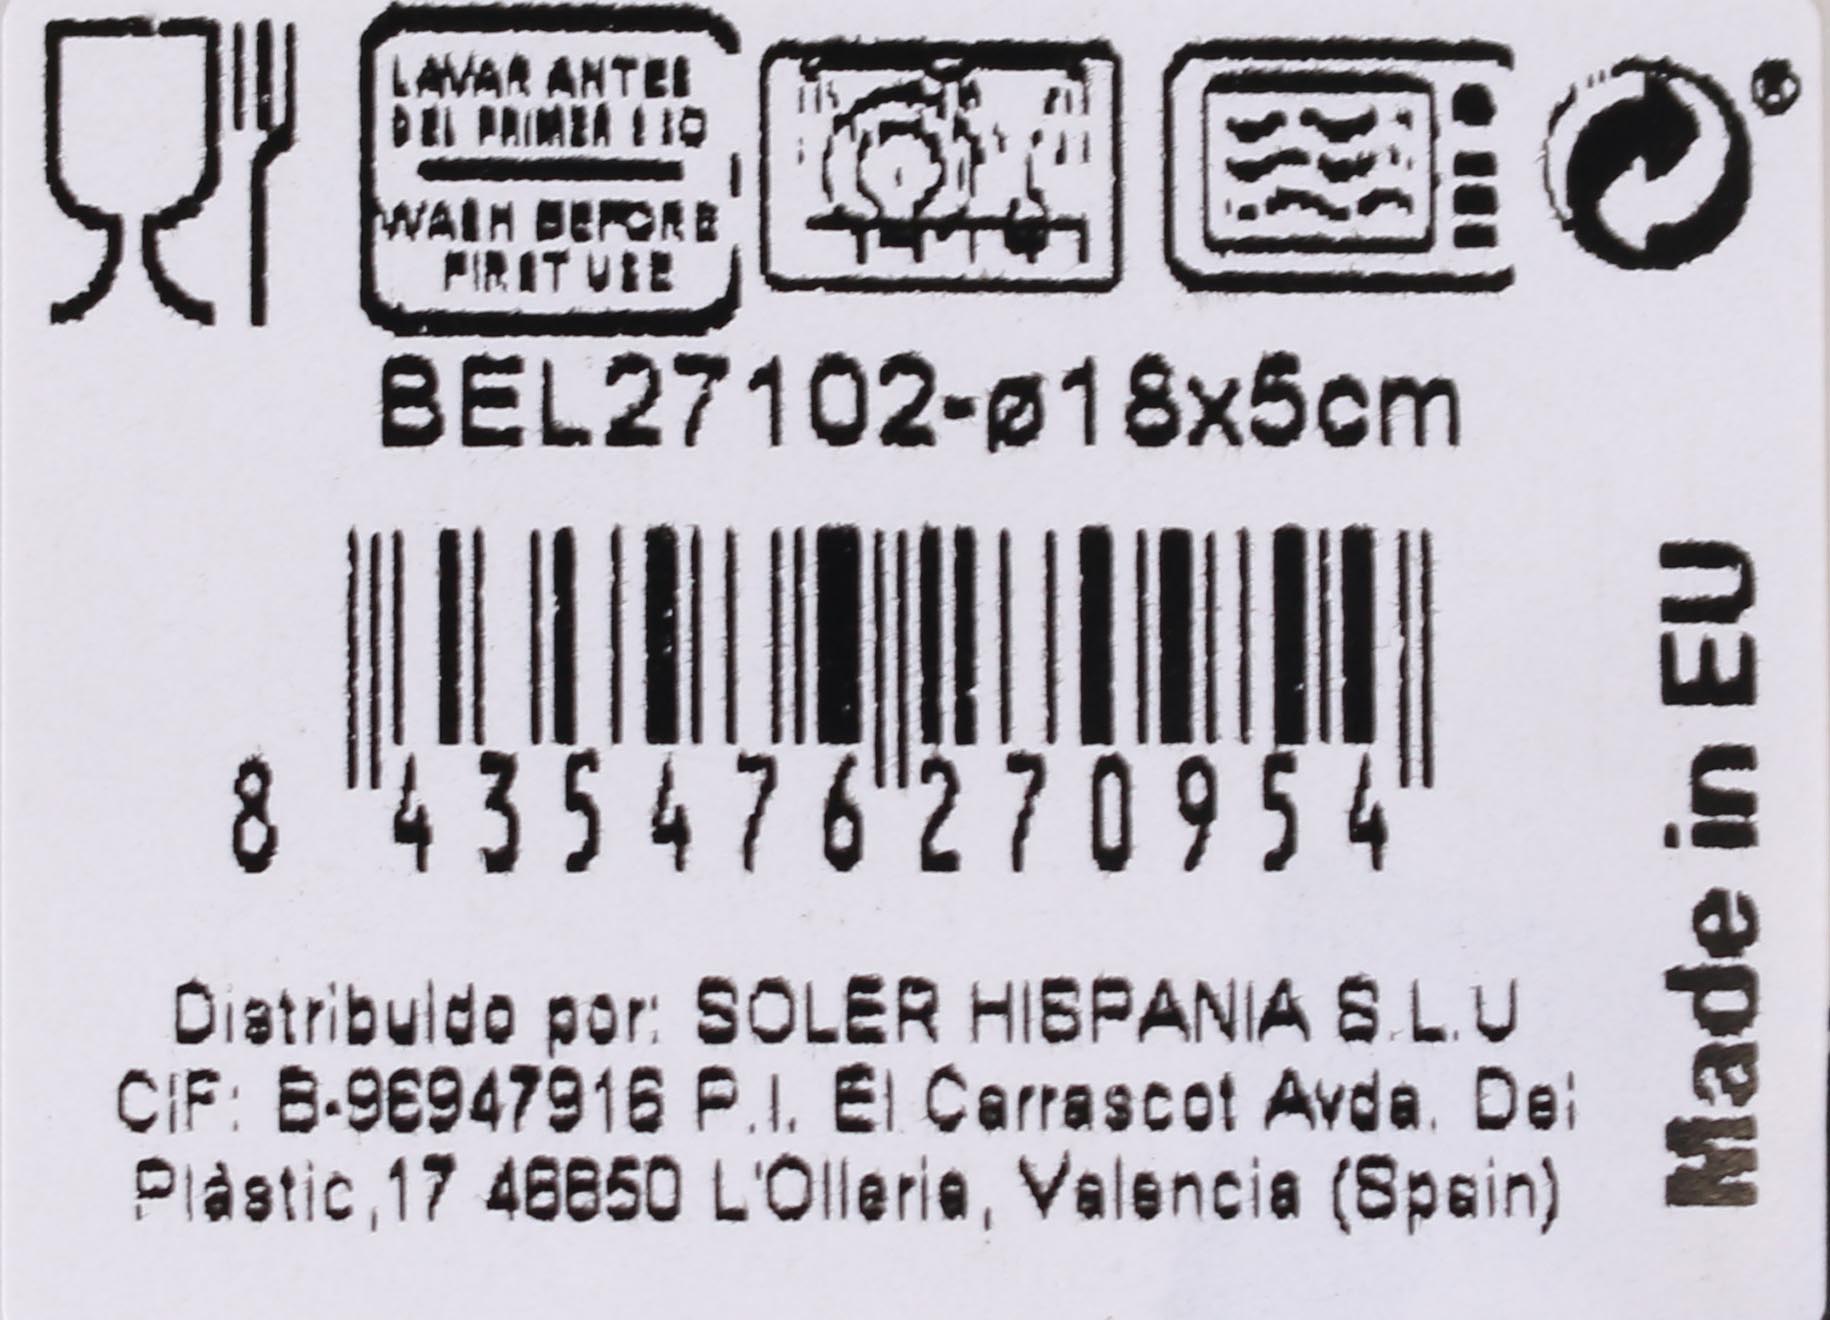 LAVAR ANTES
DEL PRIMER USO
WASH BEFORE
FIRST USE
®
BEL27102-ø18x5cm
8 435476 270954
Made in EU
Distribuido por: SOLER HISPANIA S.L.U
CIF: B-96947916 P.I. El Carrascot Avda. Del
Plàstic,17 46850 L'Olleria, Valencia (Spain)